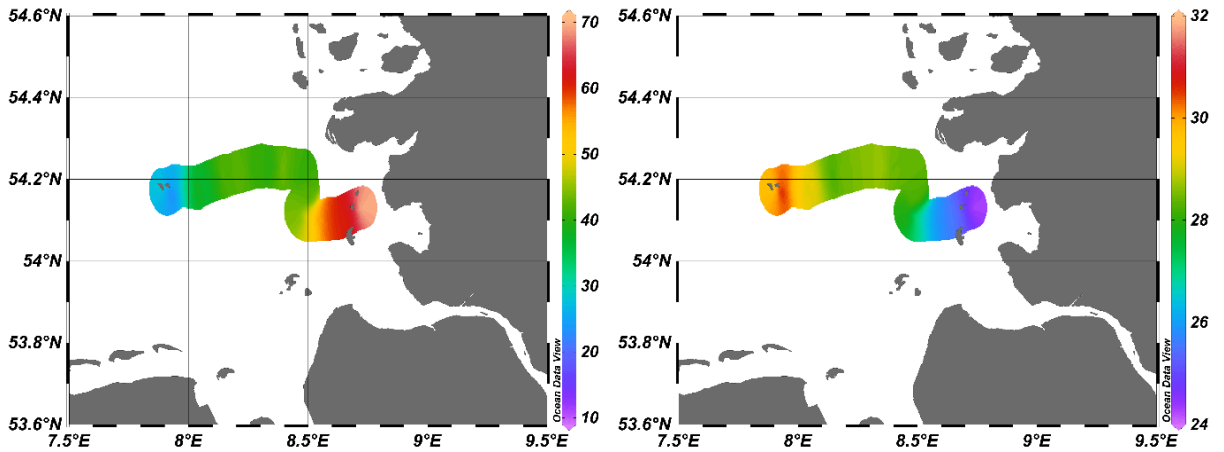 54.6°N
54.4°N
54.2°N
54°N
53.8°N
53.6°N
7.5°E
8°E
8.5°E
9°E
9.5°E
70
60
50
40
30
20
10
Ocean Data View
54.6°N
54.4°N
54.2°N
54°N
53.8°N
53.6°N
7.5°E
8°E
8.5°E
9°E
9.5°E
32
30
28
26
24
Ocean Data View